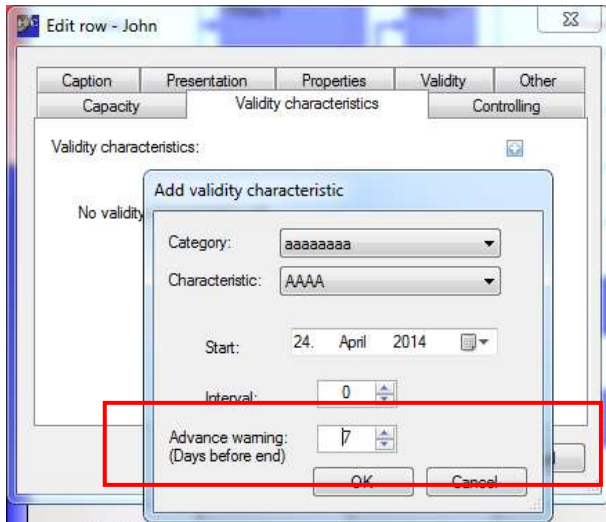 Edit row - John
Caption Presentation Properties Validity Other
Capacity Validity characteristics Controlling
Validity characteristics:
Add validity characteristic
No validity
Category: aaaaaaaa
Characteristic: AAAA
Start: 24. April 2014
Interval: 0
Advance warning: 7
(Days before end)
OK Cancel